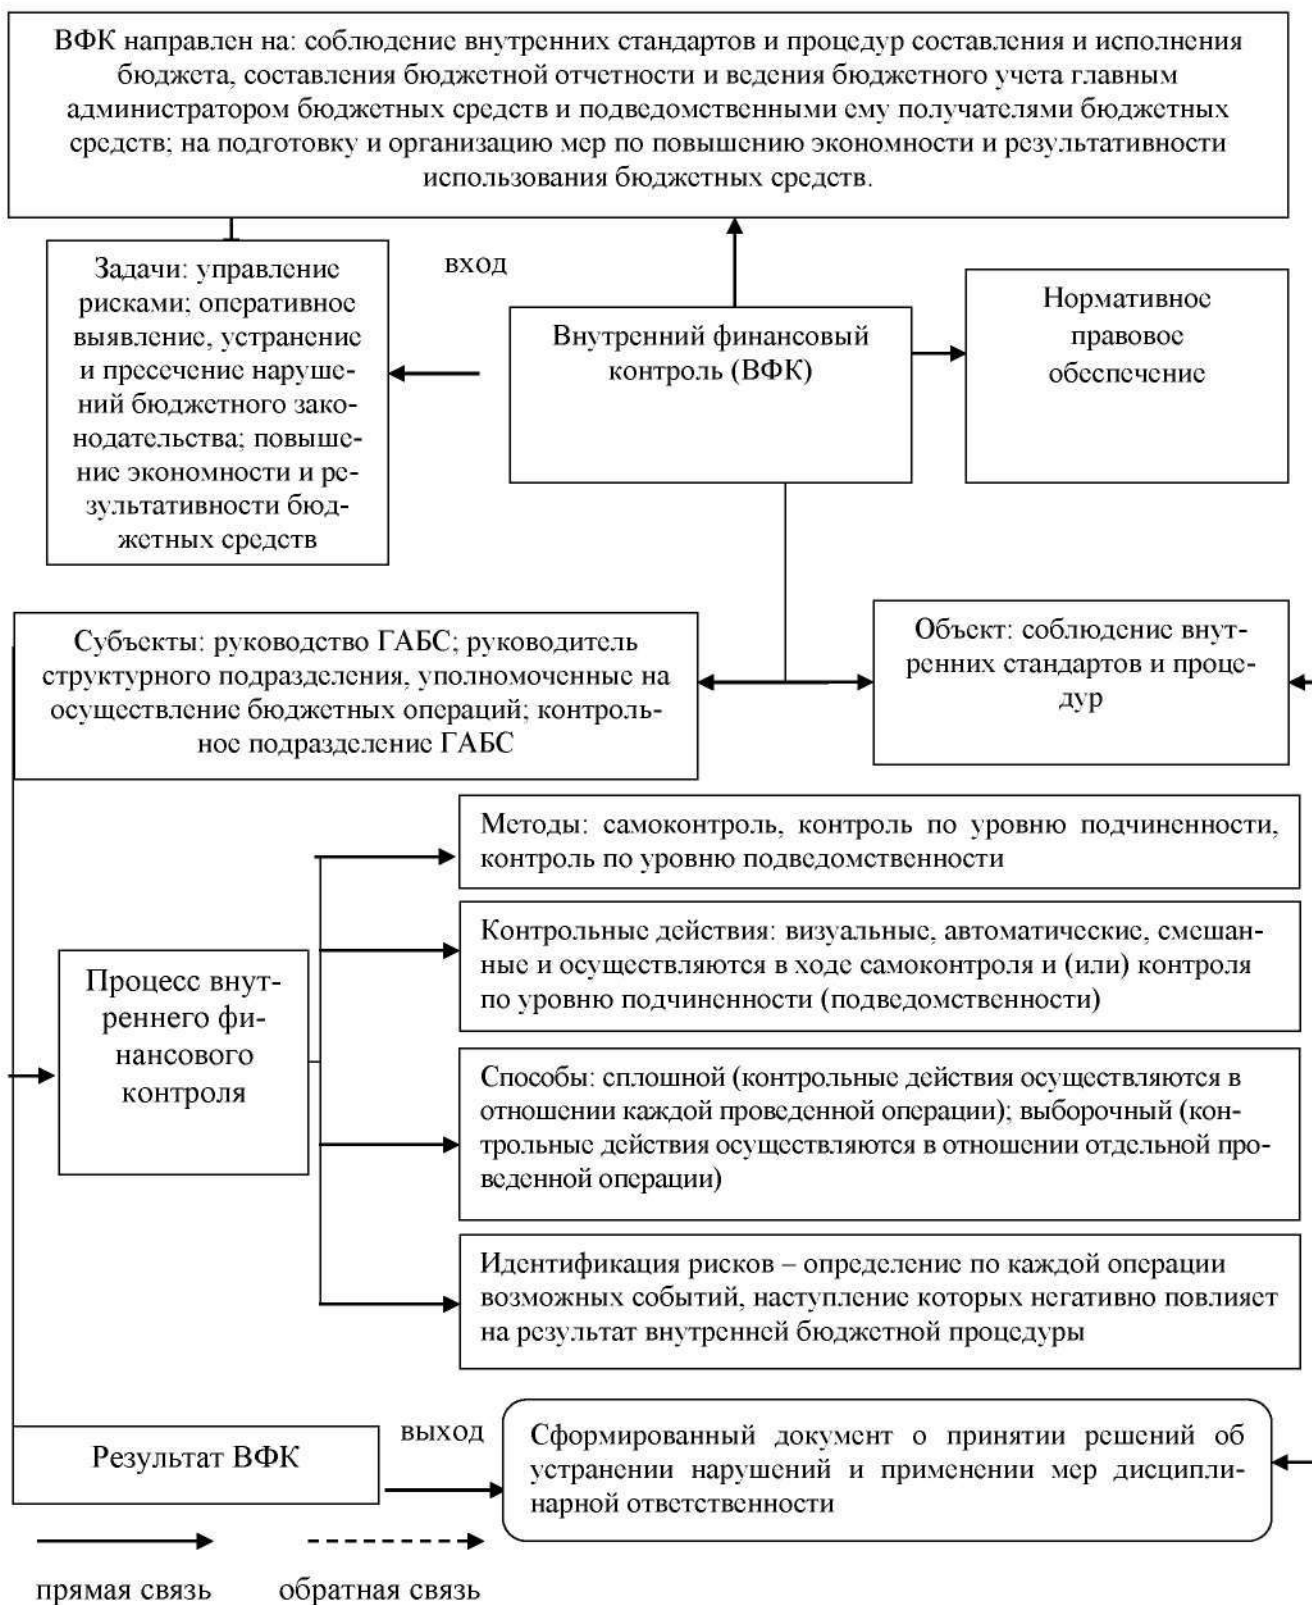 ВФК направлен на: соблюдение внутренних стандартов и процедур составления и исполнения
бюджета, составления бюджетной отчетности и ведения бюджетного учета главным
администратором бюджетных средств и подведомственными ему получателями бюджетных
средств; на подготовку и организацию мер по повышению экономности и результативности
использования бюджетных средств.
Задачи: управление
рисками; оперативное
выявление, устранение
и пресечение наруше-
ний бюджетного зако-
нодательства; повыше-
ние экономности и ре-
зультативности бюд-
жетных средств
вход
Внутренний финансовый
контроль (ВФК)
Нормативное
правовое
обеспечение
Субъекты: руководство ГАБС; руководитель
структурного подразделения, уполномоченные на
осуществление бюджетных операций; контроль-
ное подразделение ГАБС
Объект: соблюдение внут-
ренних стандартов и проце-
дур
Методы: самоконтроль, контроль по уровню подчиненности,
контроль по уровню подведомственности
Контрольные действия: визуальные, автоматические, смешан-
ные и осуществляются в ходе самоконтроля и (или) контроля
по уровню подчиненности (подведомственности)
Процесс внут-
реннего фи-
нансового
контроля
Способы: сплошной (контрольные действия осуществляются в
отношении каждой проведенной операции); выборочный (кон-
трольные действия осуществляются в отношении отдельной про-
веденной операции)
Идентификация рисков – определение по каждой операции
возможных событий, наступление которых негативно повлияет
на результат внутренней бюджетной процедуры
Результат ВФК
выход
Сформированный документ о принятии решений об
устранении нарушений и применении мер дисципли-
нарной ответственности
прямая связь
обратная связь